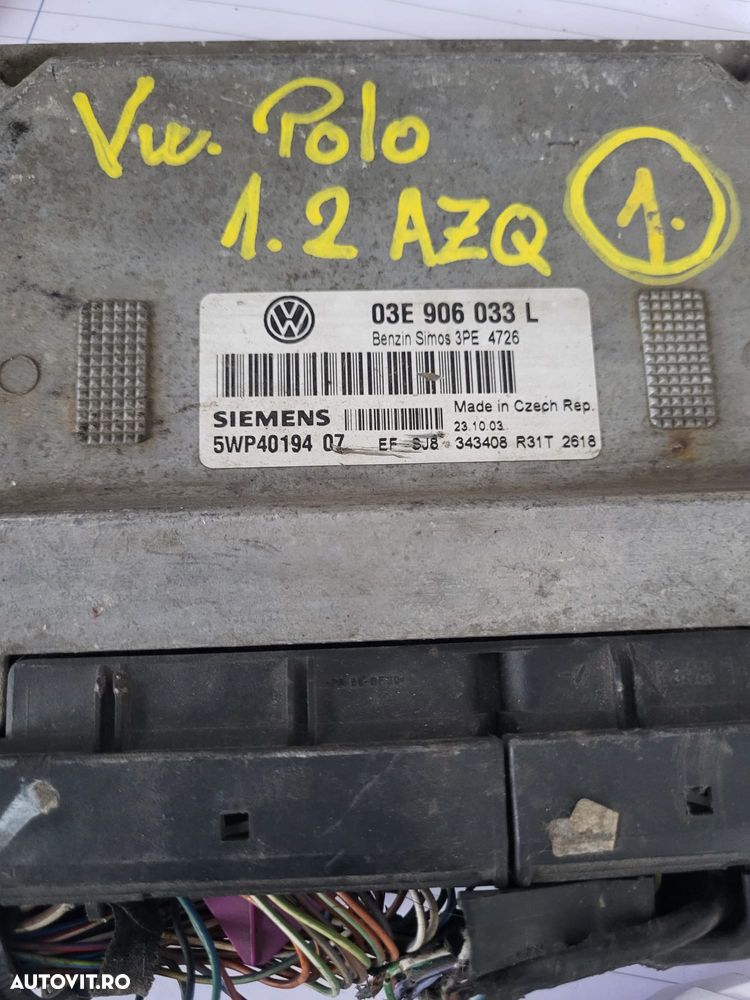 Vw. Polo
1.2 AZQ
1.
03E 906 033 L
Benzin Simos 3PE 4726
SIEMENS
Made in Czech Rep.
23.10.03
5WP40194 07 EF SJ8 343408 R31T 2618
AUTOVIT.RO